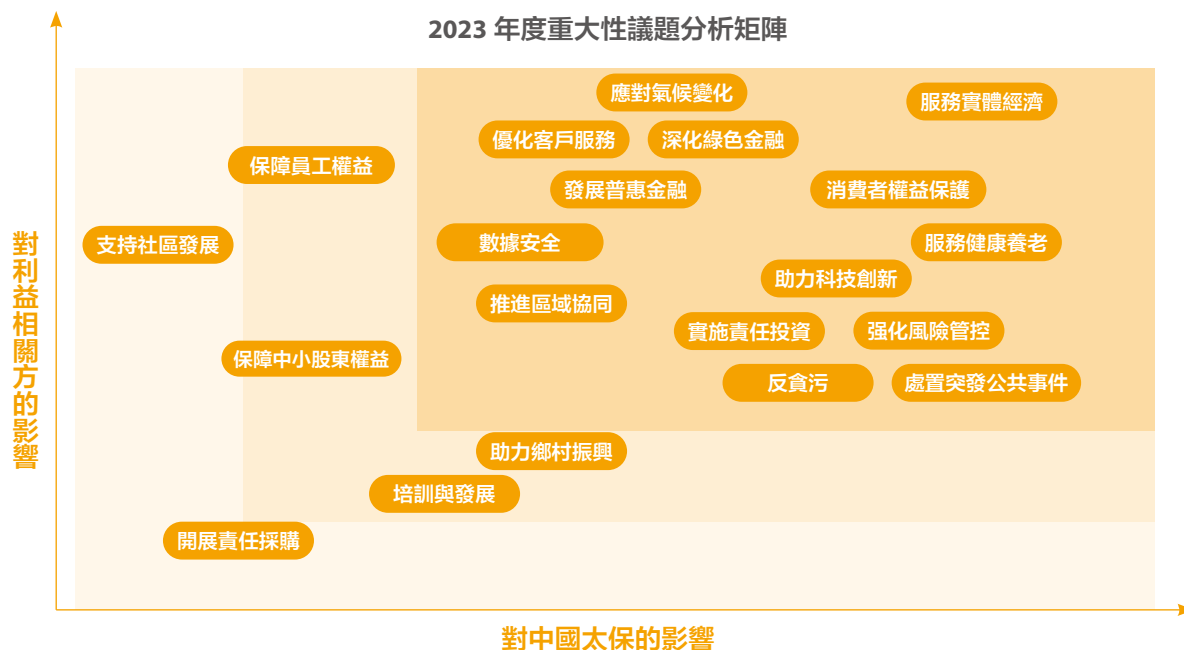 2023 年度重大性議題分析矩陣
應對氣候變化
服務實體經濟
優化客戶服務
深化綠色金融
保障員工權益
發展普惠金融
消費者權益保護
支持社區發展
數據安全
服務健康養老
助力科技創新
推進區域協同
實施責任投資
强化風險管控
保障中小股東權益
反貪污
處置突發公共事件
助力鄉村振興
培訓與發展
開展責任採購
對利益相關方的影響
對中國太保的影響